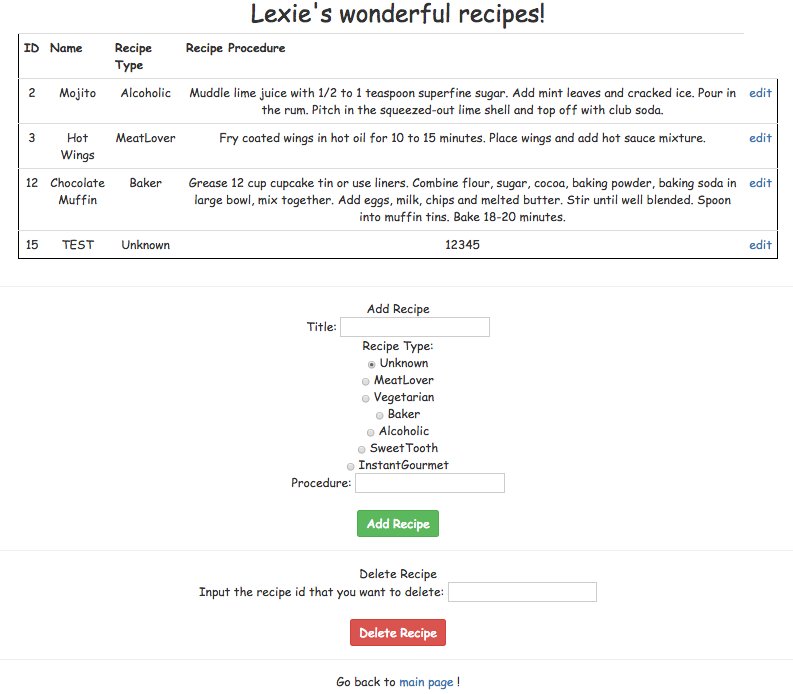 Lexie's wonderful recipes!
ID Name Recipe Type Recipe Procedure
2 Mojito Alcoholic Muddle lime juice with 1/2 to 1 teaspoon superfine sugar. Add mint leaves and cracked ice. Pour in the rum. Pitch in the squeezed-out lime shell and top off with club soda. edit
3 Hot Wings MeatLover Fry coated wings in hot oil for 10 to 15 minutes. Place wings and add hot sauce mixture. edit
12 Chocolate Muffin Baker Grease 12 cup cupcake tin or use liners. Combine flour, sugar, cocoa, baking powder, baking soda in large bowl, mix together. Add eggs, milk, chips and melted butter. Stir until well blended. Spoon into muffin tins. Bake 18-20 minutes. edit
15 TEST Unknown 12345 edit
Add Recipe
Title:
Recipe Type:
Unknown
MeatLover
Vegetarian
Baker
Alcoholic
SweetTooth
InstantGourmet
Procedure:
Add Recipe
Delete Recipe
Input the recipe id that you want to delete:
Delete Recipe
Go back to main page !